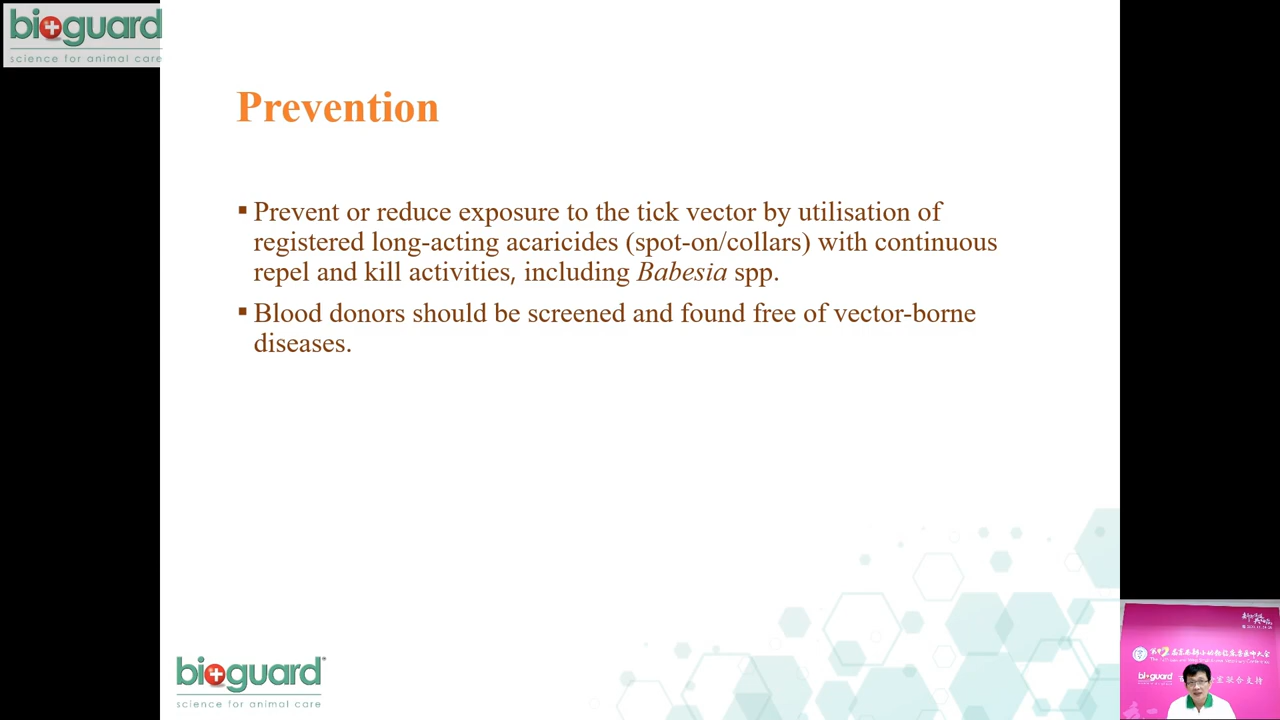 bioguard
science for animal care
Prevention
▪ Prevent or reduce exposure to the tick vector by utilisation of
registered long-acting acaricides (spot-on/collars) with continuous
repel and kill activities, including Babesia spp.
▪ Blood donors should be screened and found free of vector-borne
diseases.
bioguard
science for animal care
bioguard